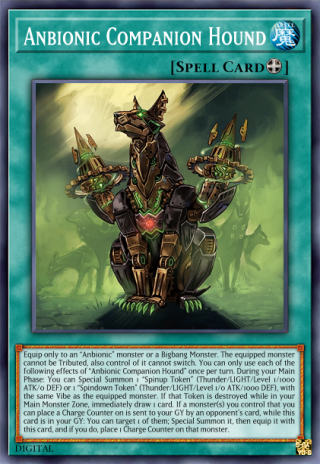 Anbionic Companion Hound
[Spell Card]
Equip only to an "Anbionic" monster or a Bigbang Monster. The equipped monster
cannot be Tributed, also control of it cannot switch. You can only use each of the
following effects of "Anbionic Companion Hound" once per turn. During your Main
Phase: You can Special Summon 1 "Spinup Token" (Thunder/LIGHT/Level 1/1000
ATK/0 DEF) or 1 "Spindown Token" (Thunder/LIGHT/Level 1/0 ATK/1000 DEF), with
the same Vibe as the equipped monster. If that Token is destroyed while in your
Main Monster Zone, immediately draw 1 card. If a monster(s) you control that you
can place a Charge Counter on is sent to your GY by an opponent's card, while this
card is in your GY: You can target 1 of them; Special Summon it, then equip it with
this card, and if you do, place 1 Charge Counter on that monster.
DIGITAL